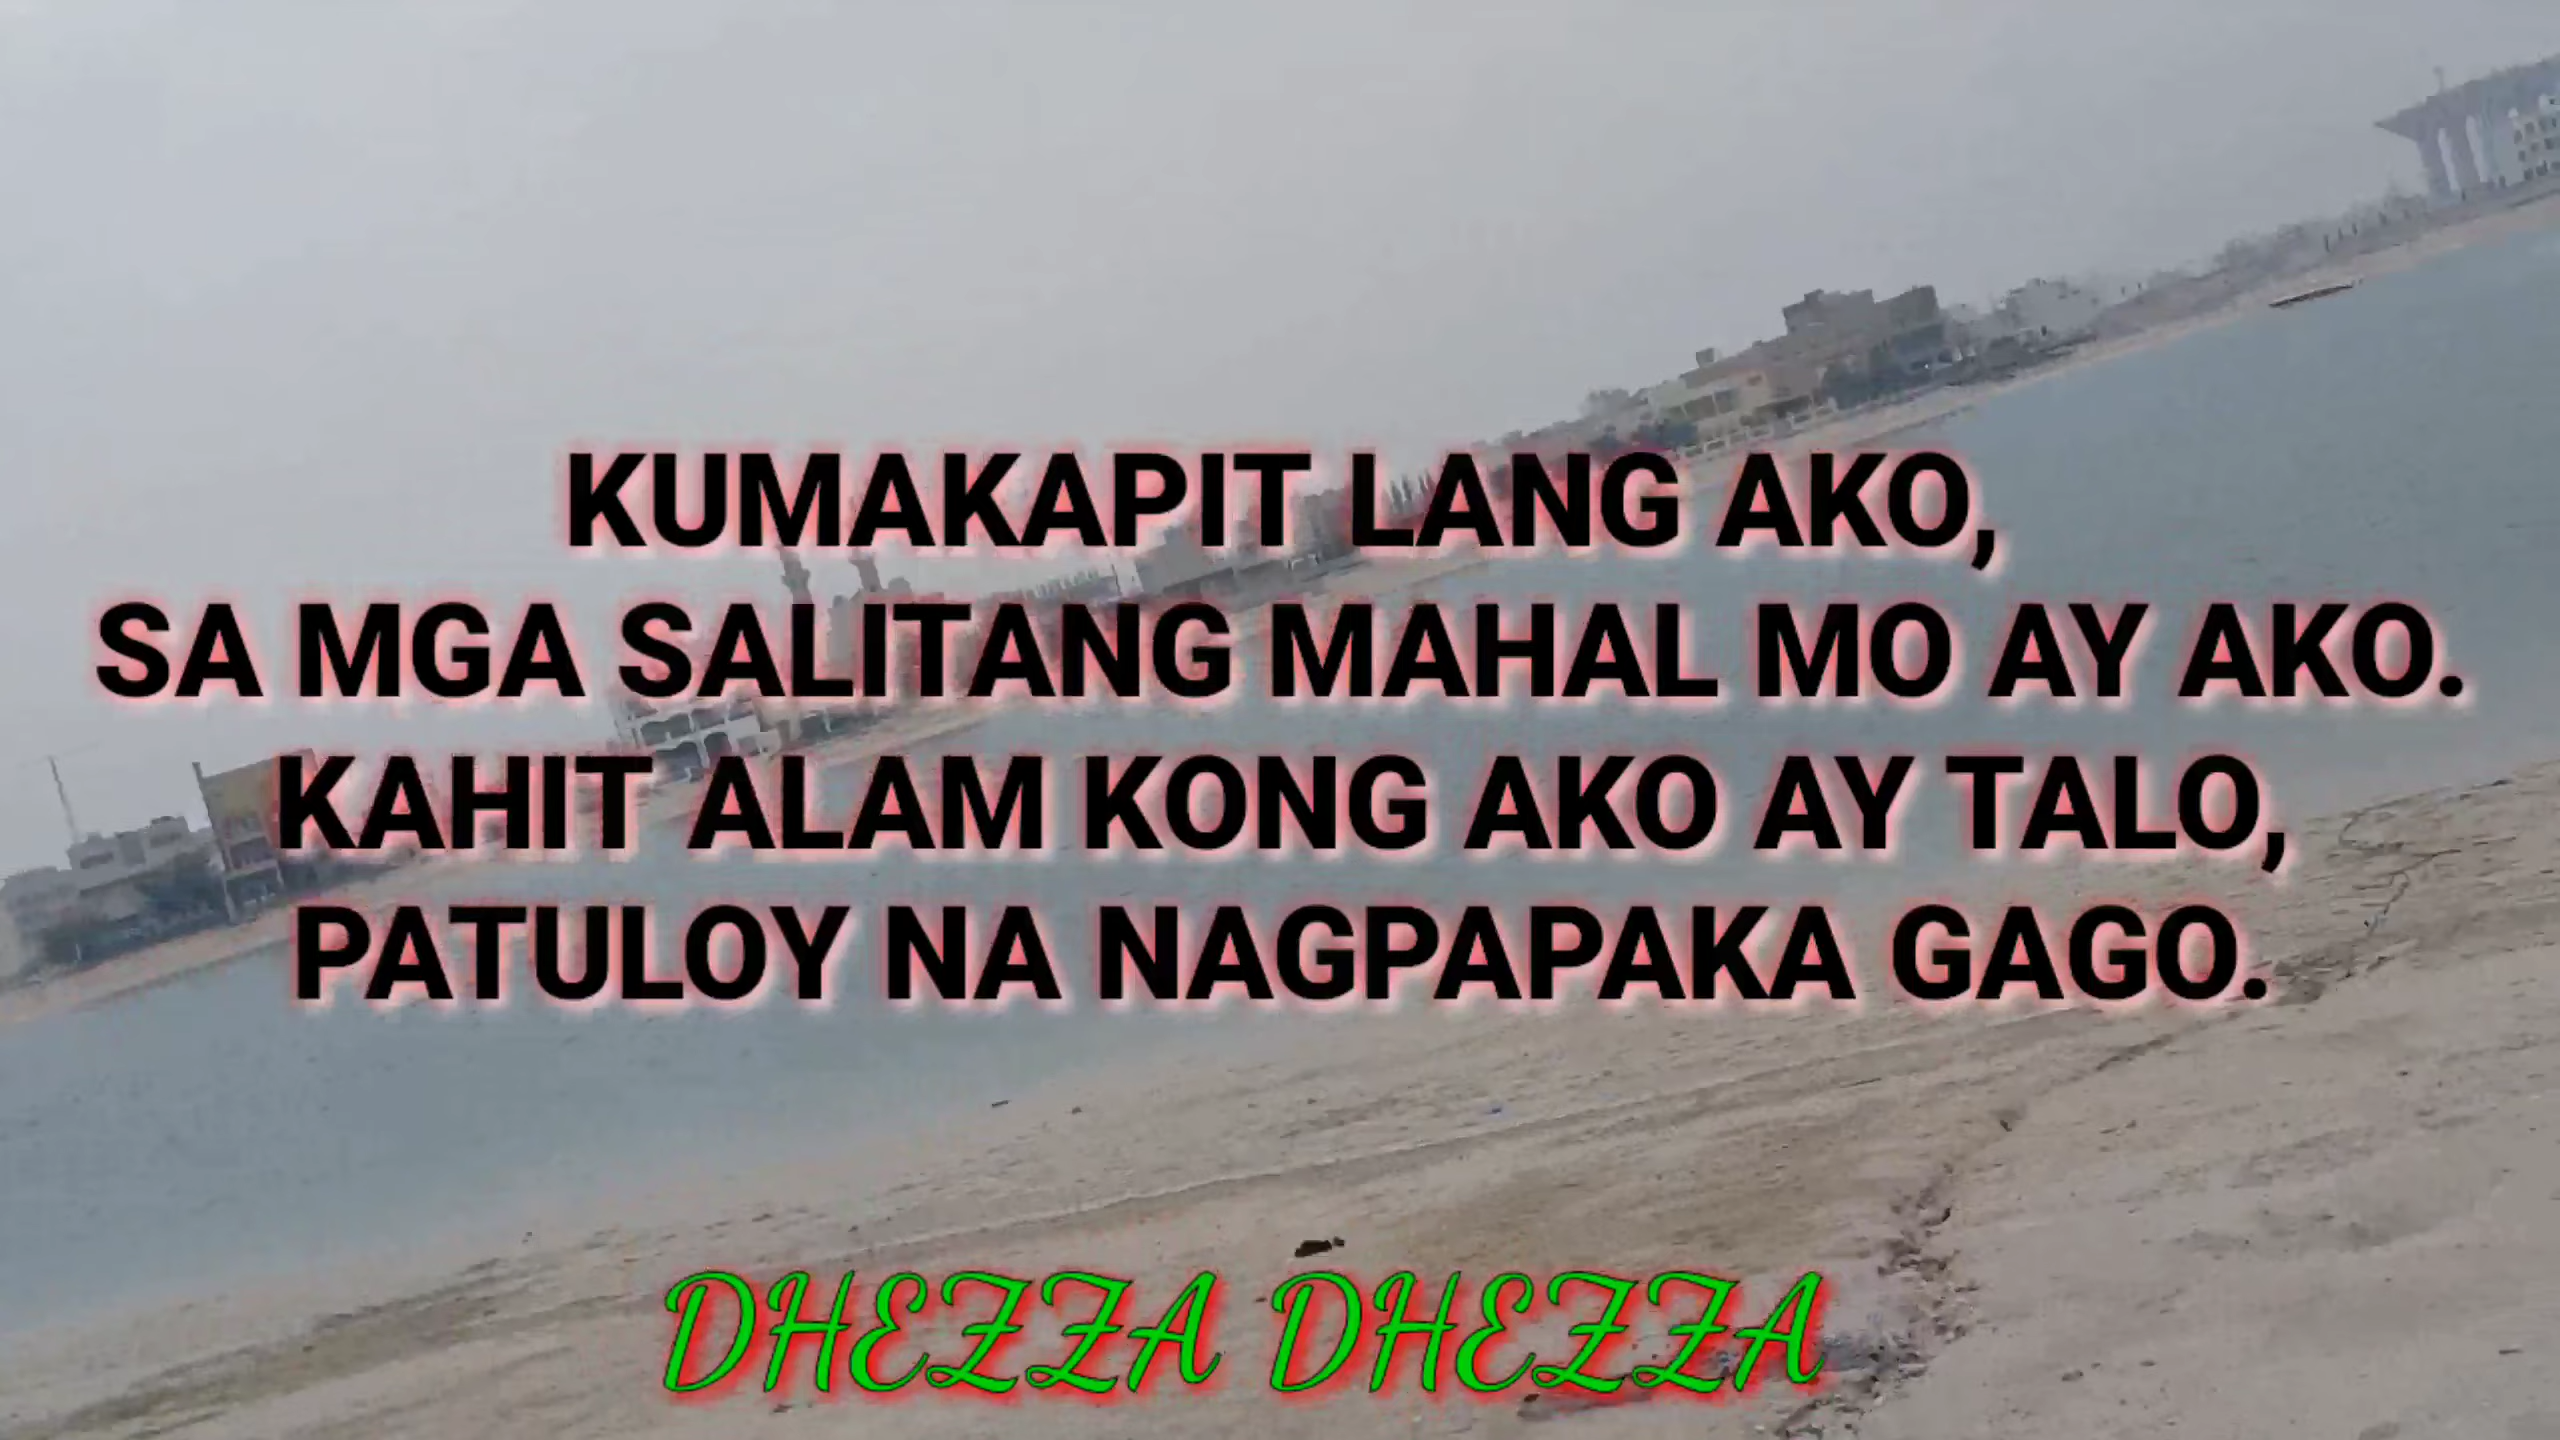 KUMAKAPIT LANG AKO,
SA MGA SALITANG MAHAL MO AY AKO.
KAHIT ALAM KONG AKO AY TALO,
PATULOY NA NAGPAPAKA GAGO.
DHEZZA DHEZZA